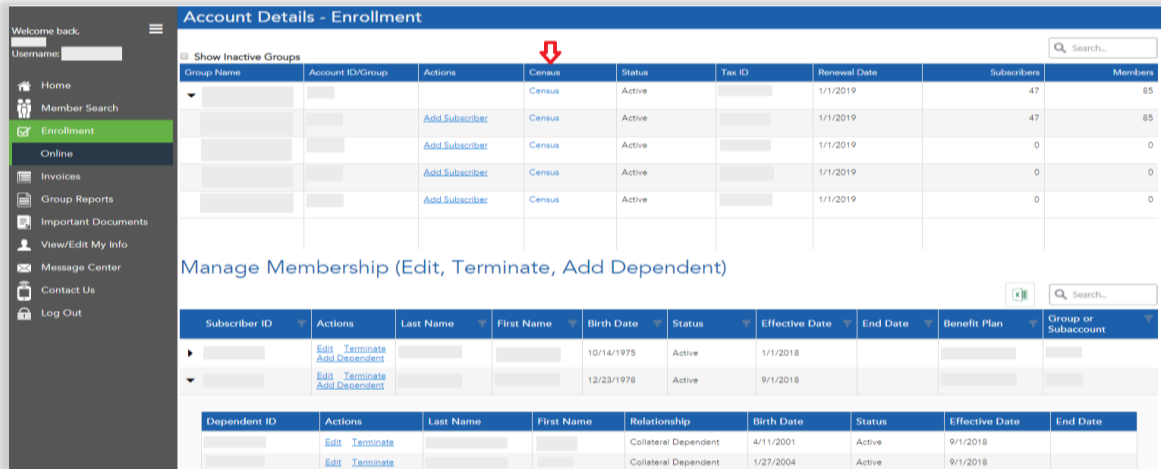 Welcome back,
Username:
Home
Member Search
Enrollment
Online
Invoices
Group Reports
Important Documents
View/Edit My Info
Message Center
Contact Us
Log Out
Account Details - Enrollment
Search...
Show Inactive Groups
Group Name Account ID/Group Actions Census Status Tax ID Renewal Date Subscribers Members
Census Active 1/1/2019 47 85
Add Subscriber Census Active 1/1/2019 47 85
Add Subscriber Census Active 1/1/2019 0 0
Add Subscriber Census Active 1/1/2019 0 0
Add Subscriber Census Active 1/1/2019 0 0
Manage Membership (Edit, Terminate, Add Dependent)
Search...
Subscriber ID Actions Last Name First Name Birth Date Status Effective Date End Date Benefit Plan Group or
Subaccount
Edit Terminate
Add Dependent
10/14/1975 Active 1/1/2018
Edit Terminate
Add Dependent
12/23/1978 Active 9/1/2018
Dependent ID Actions Last Name First Name Relationship Birth Date Status Effective Date End Date
Edit Terminate Collateral Dependent 4/11/2001 Active 9/1/2018
Edit Terminate Collateral Dependent 1/27/2004 Active 9/1/2018